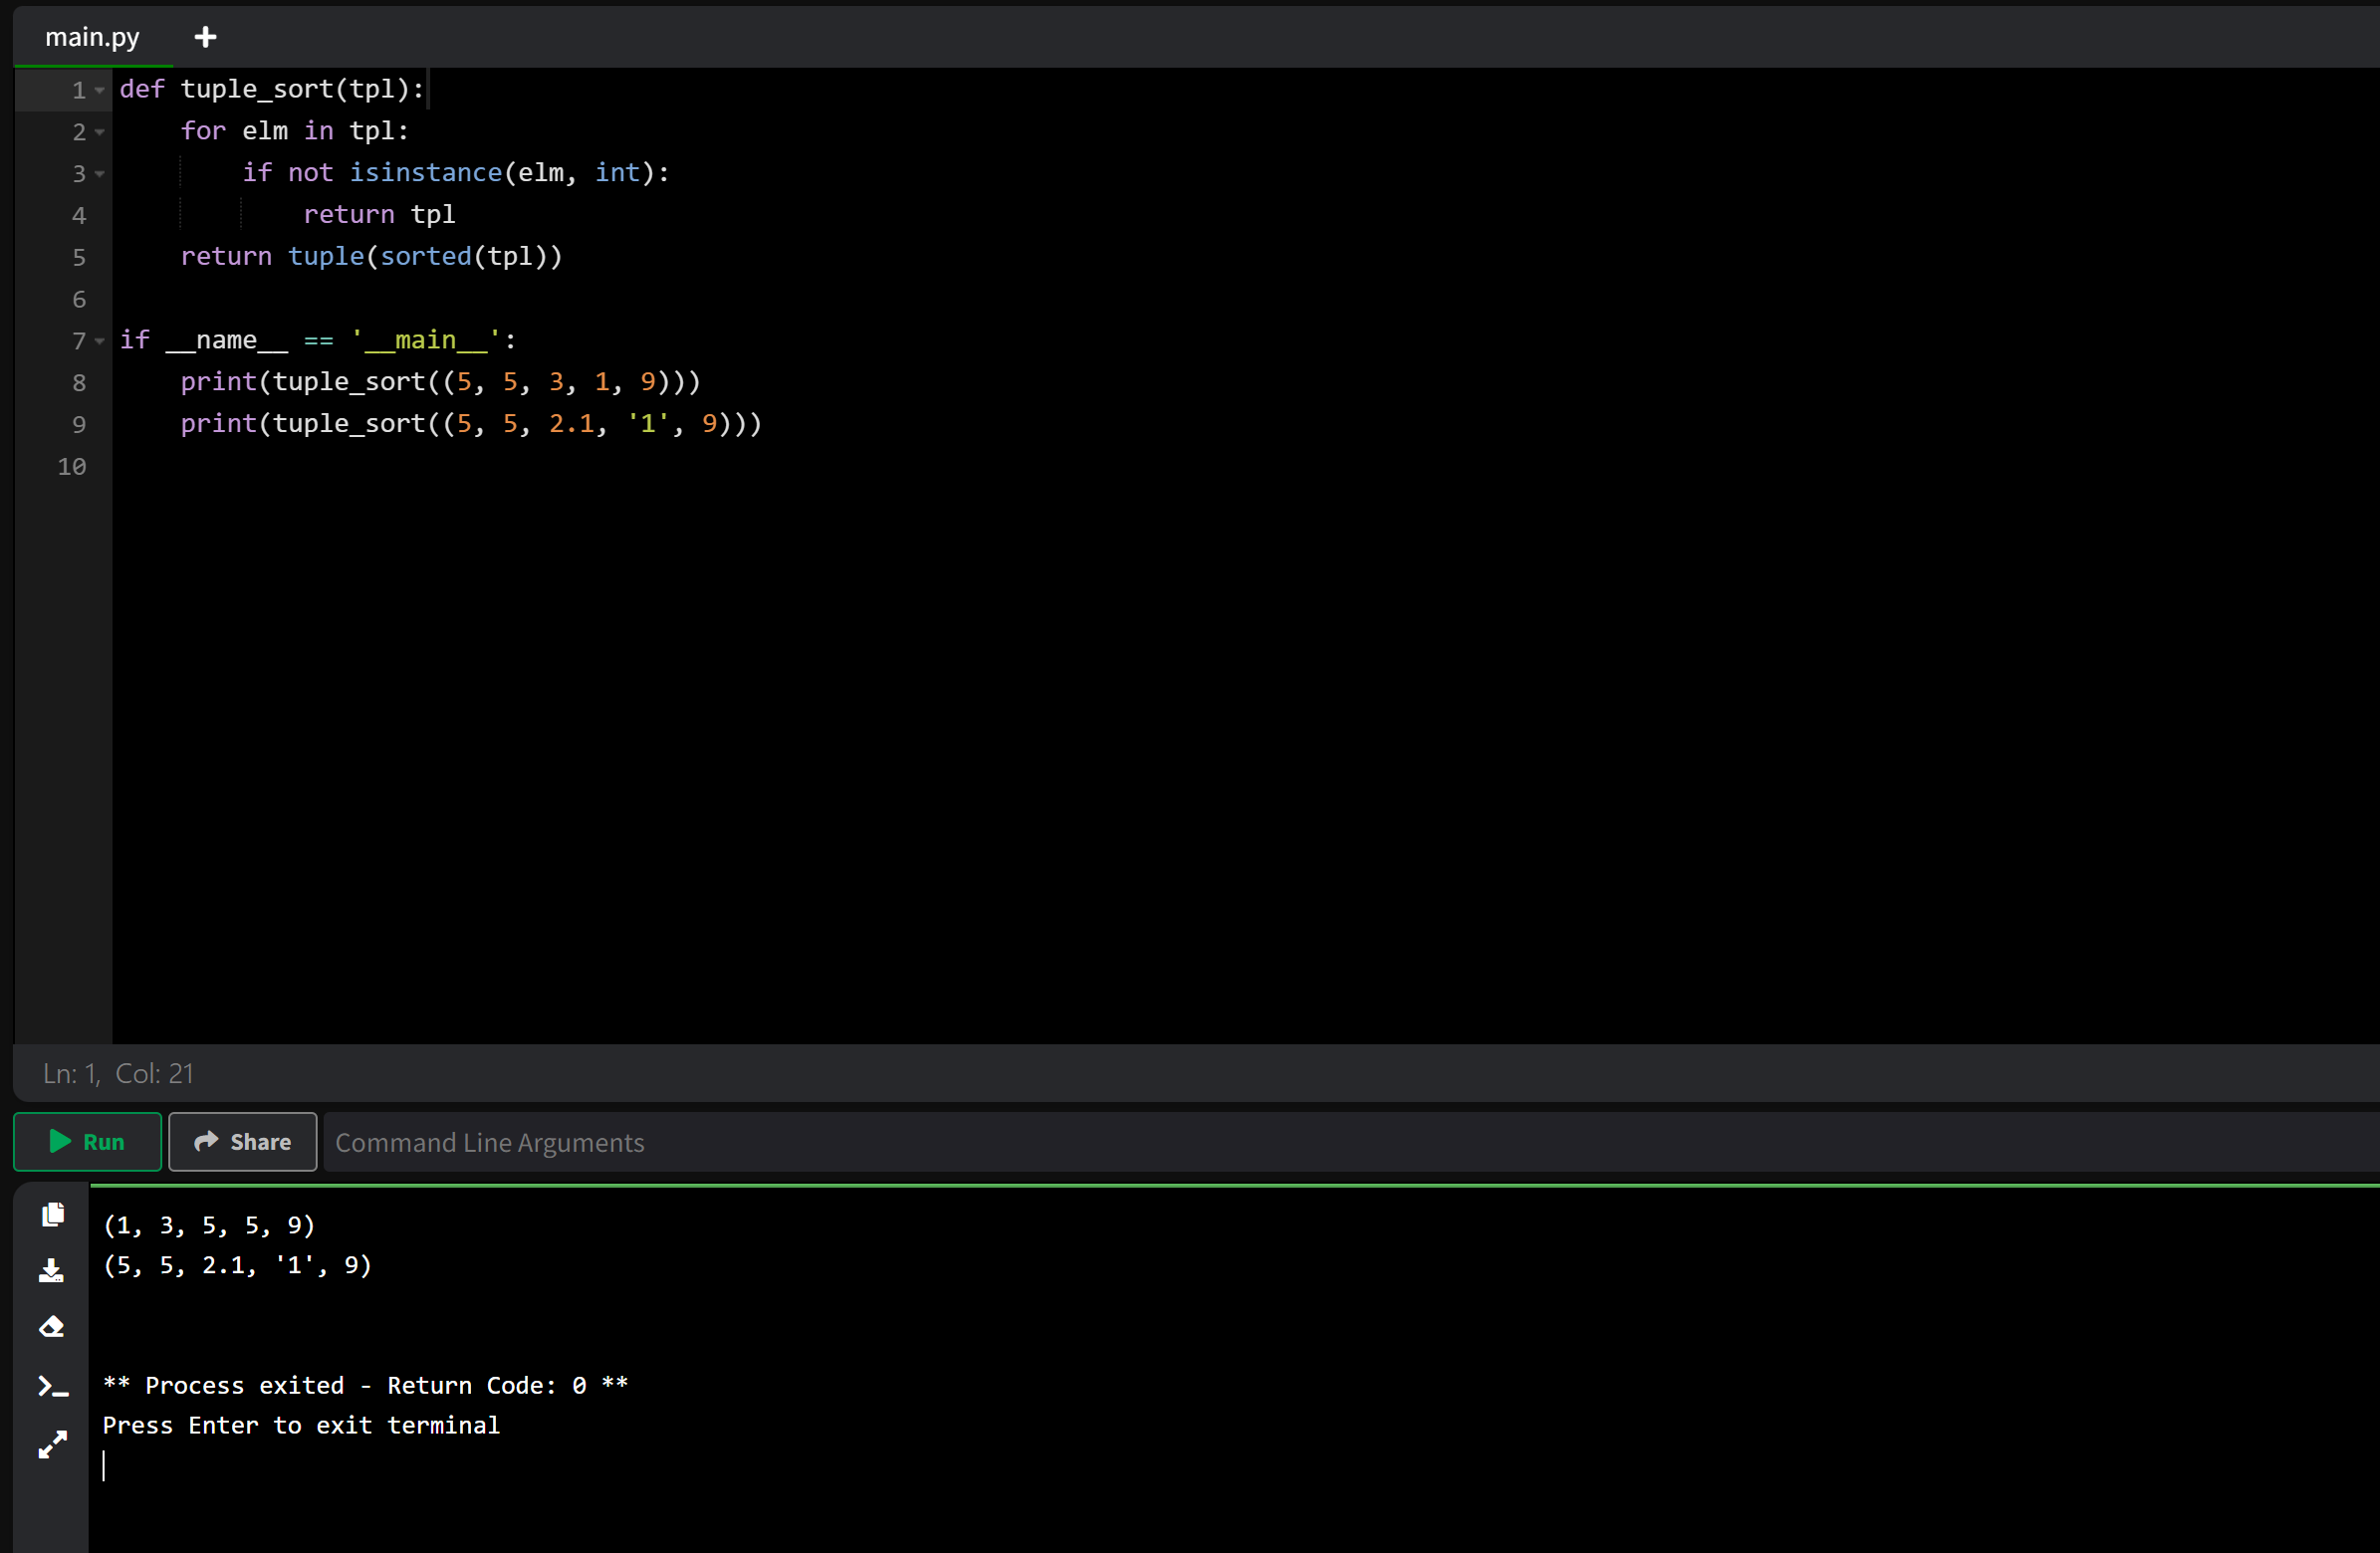 main.py
1 def tuple_sort(tpl):
2     for elm in tpl:
3         if not isinstance(elm, int):
4             return tpl
5     return tuple(sorted(tpl))
6
7 if __name__ == '__main__':
8     print(tuple_sort((5, 5, 3, 1, 9)))
9     print(tuple_sort((5, 5, 2.1, '1', 9)))
10
Ln: 1, Col: 21
Run Share Command Line Arguments
(1, 3, 5, 5, 9)
(5, 5, 2.1, '1', 9)
** Process exited - Return Code: 0 **
Press Enter to exit terminal